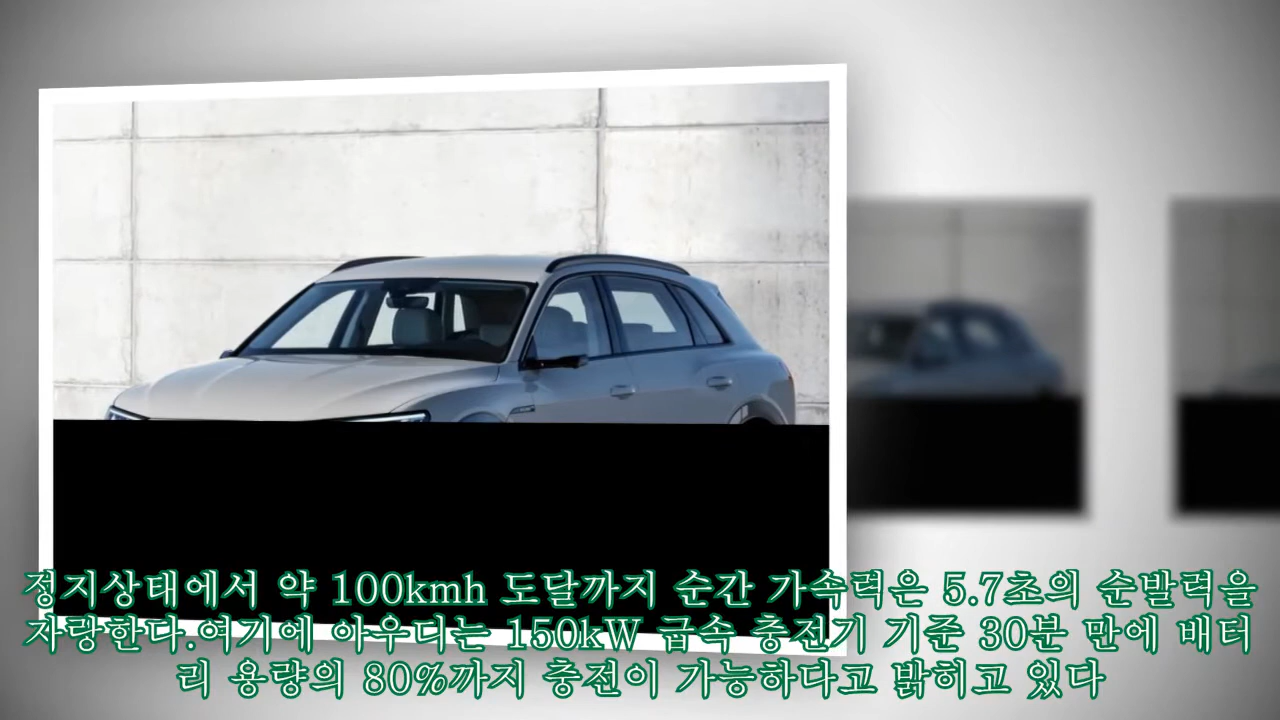 정지상태에서 약 100kmh 도달까지 순간 가속력은 5.7초의 순발력을
자랑한다.여기에 아우디는 150kW 급속 충전기 기준 30분 만에 배터
리 용량의 80%까지 충전이 가능하다고 밝히고 있다